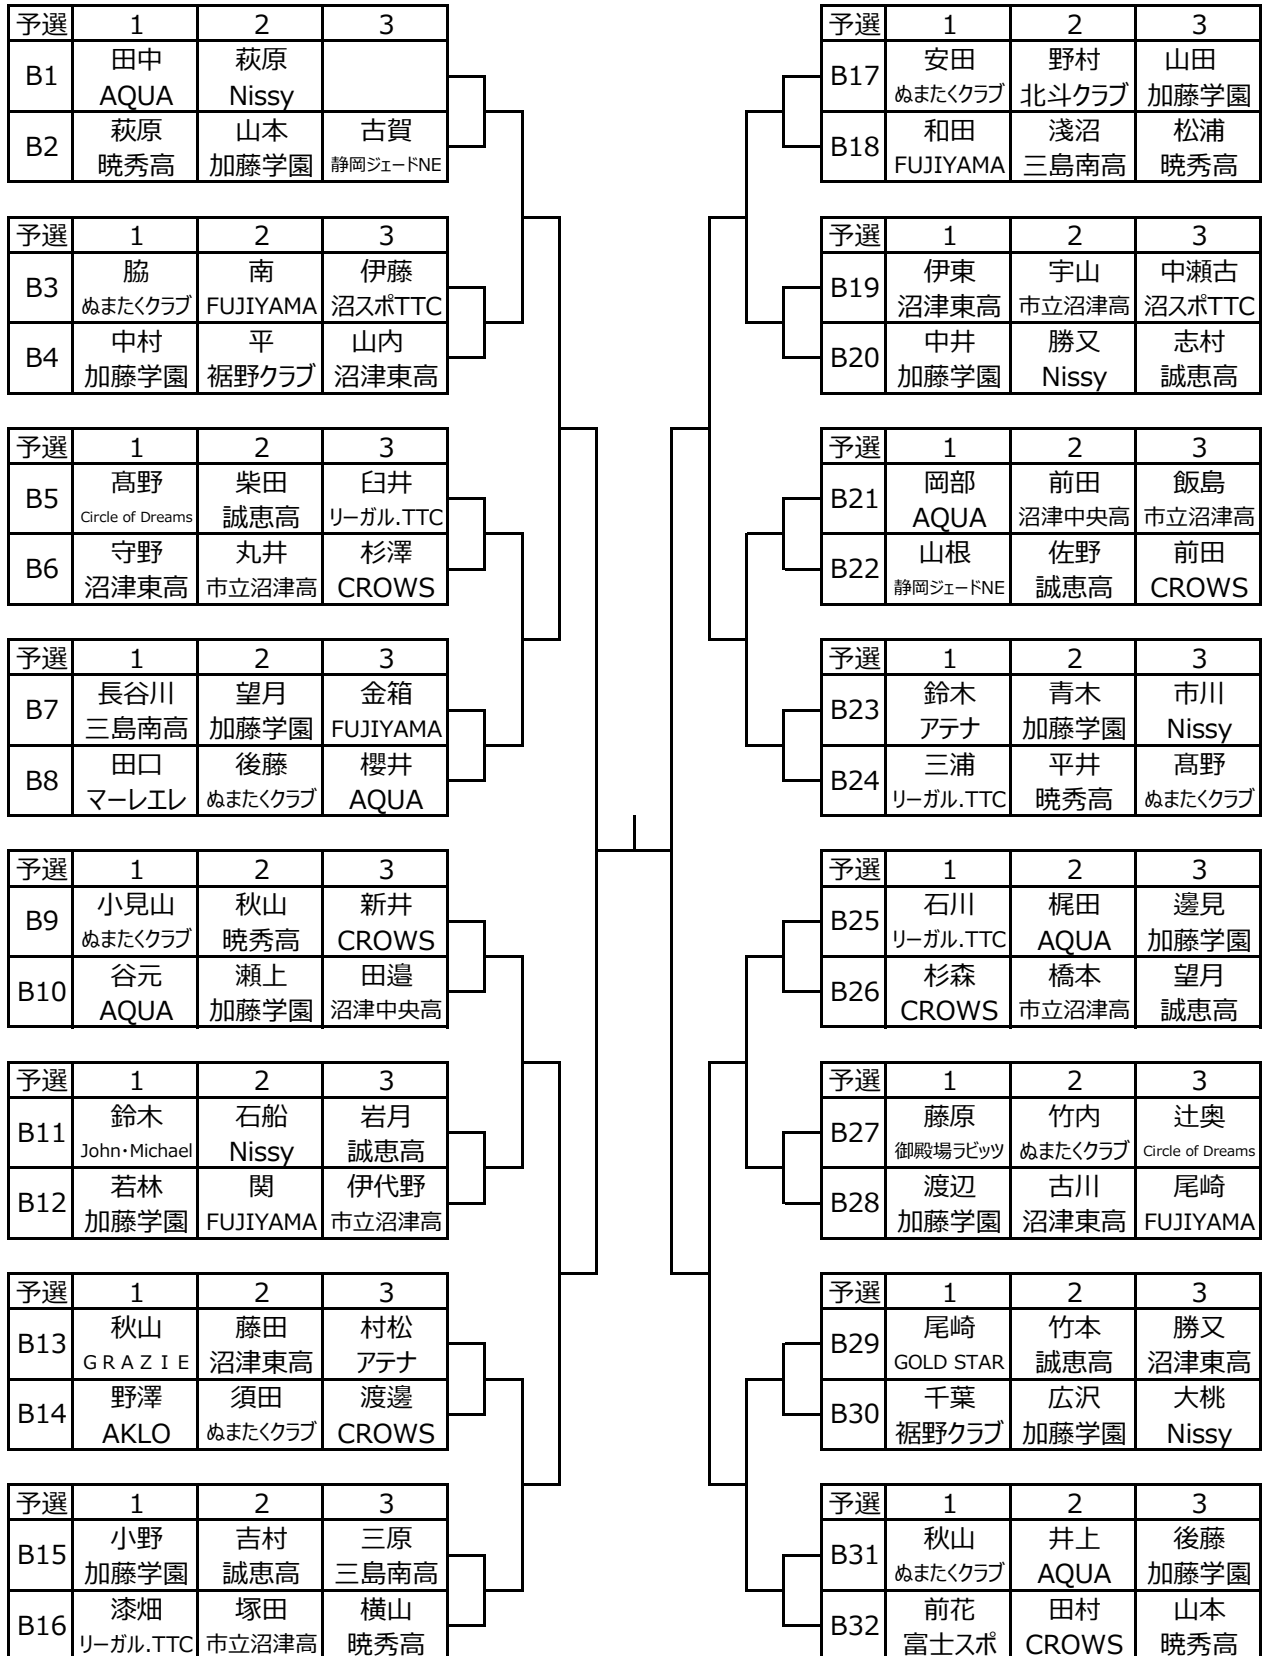 予選 1 2 3
B1 田中 萩原
AQUA Nissy
B2 萩原 山本 古賀
暁秀高 加藤学園 静岡ジェードNE
予選 1 2 3
B3 脇 南 伊藤
ぬまたくクラブ FUJIYAMA 沼スポTTC
B4 中村 平 山内
加藤学園 裾野クラブ 沼津東高
予選 1 2 3
B5 髙野 柴田 臼井
Circle of Dreams 誠恵高 リーガル.TTC
B6 守野 丸井 杉澤
沼津東高 市立沼津高 CROWS
予選 1 2 3
B7 長谷川 望月 金箱
三島南高 加藤学園 FUJIYAMA
B8 田口 後藤 櫻井
マーレエレ ぬまたくクラブ AQUA
予選 1 2 3
B9 小見山 秋山 新井
ぬまたくクラブ 暁秀高 CROWS
B10 谷元 瀬上 田邉
AQUA 加藤学園 沼津中央高
予選 1 2 3
B11 鈴木 石船 岩月
John・Michael Nissy 誠恵高
B12 若林 関 伊代野
加藤学園 FUJIYAMA 市立沼津高
予選 1 2 3
B13 秋山 藤田 村松
ＧＲＡＺＩＥ 沼津東高 アテナ
B14 野澤 須田 渡邊
AKLO ぬまたくクラブ CROWS
予選 1 2 3
B15 小野 吉村 三原
加藤学園 誠恵高 三島南高
B16 漆畑 塚田 横山
リーガル.TTC 市立沼津高 暁秀高
予選 1 2 3
B17 安田 野村 山田
ぬまたくクラブ 北斗クラブ 加藤学園
B18 和田 淺沼 松浦
FUJIYAMA 三島南高 暁秀高
予選 1 2 3
B19 伊東 宇山 中瀬古
沼津東高 市立沼津高 沼スポTTC
B20 中井 勝又 志村
加藤学園 Nissy 誠恵高
予選 1 2 3
B21 岡部 前田 飯島
AQUA 沼津中央高 市立沼津高
B22 山根 佐野 前田
静岡ジェードNE 誠恵高 CROWS
予選 1 2 3
B23 鈴木 青木 市川
アテナ 加藤学園 Nissy
B24 三浦 平井 髙野
リーガル.TTC 暁秀高 ぬまたくクラブ
予選 1 2 3
B25 石川 梶田 邊見
リーガル.TTC AQUA 加藤学園
B26 杉森 橋本 望月
CROWS 市立沼津高 誠恵高
予選 1 2 3
B27 藤原 竹内 辻奥
御殿場ラビッツ ぬまたくクラブ Circle of Dreams
B28 渡辺 古川 尾崎
加藤学園 沼津東高 FUJIYAMA
予選 1 2 3
B29 尾崎 竹本 勝又
GOLD STAR 誠恵高 沼津東高
B30 千葉 広沢 大桃
裾野クラブ 加藤学園 Nissy
予選 1 2 3
B31 秋山 井上 後藤
ぬまたくクラブ AQUA 加藤学園
B32 前花 田村 山本
富士スポ CROWS 暁秀高